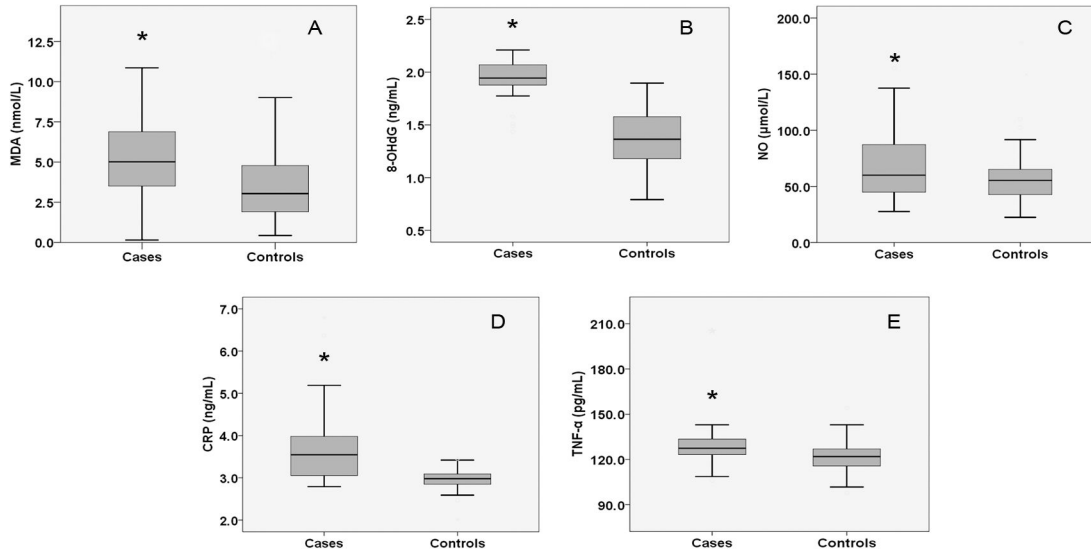 A
MDA (nmol/L)
12.5
10.0
7.5
5.0
2.5
0.0
*
Cases Controls
B
8-OHdG (ng/mL)
2.5
2.0
1.5
1.0
0.5
*
Cases Controls
C
NO (μmol/L)
200.0
150.0
100.0
50.0
0.0
*
Cases Controls
D
CRP (ng/mL)
7.0
6.0
5.0
4.0
3.0
2.0
*
Cases Controls
E
TNF-α (pg/mL)
210.0
180.0
150.0
120.0
90.0
*
Cases Controls